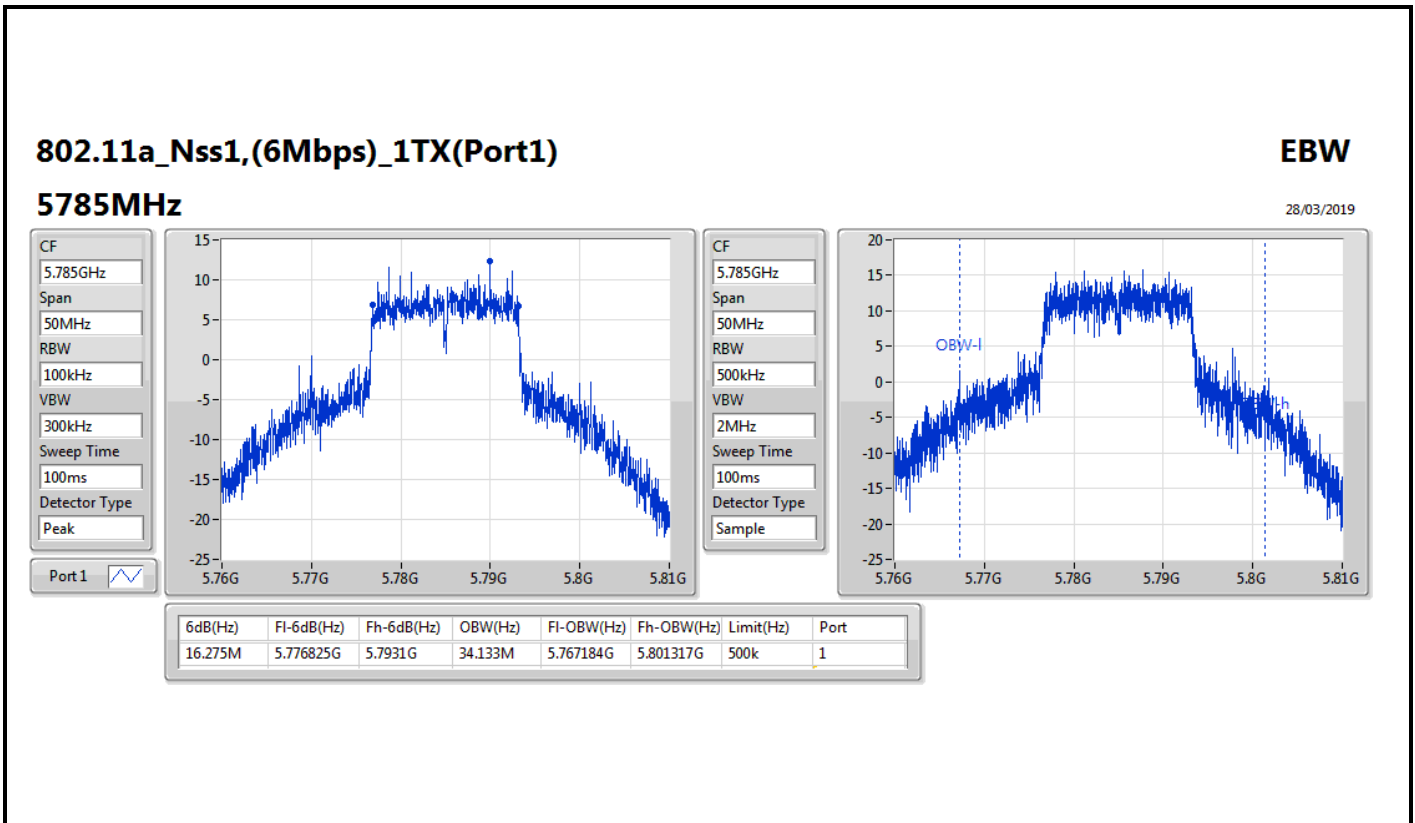 802.11a_Nss1,(6Mbps)_1TX(Port1)
EBW
5785MHz
28/03/2019
CF
5.785GHz
Span
50MHz
RBW
100kHz
VBW
300kHz
Sweep Time
100ms
Detector Type
Peak
Port 1
15
10
5
0
-5
-10
-15
-20
-25
5.76G 5.77G 5.78G 5.79G 5.8G 5.81G
CF
5.785GHz
Span
50MHz
RBW
500kHz
VBW
2MHz
Sweep Time
100ms
Detector Type
Sample
20
15
10
5
0
-5
-10
-15
-20
-25
OBW-l
5.76G 5.77G 5.78G 5.79G 5.8G 5.81G
6dB(Hz) Fl-6dB(Hz) Fh-6dB(Hz) OBW(Hz) Fl-OBW(Hz) Fh-OBW(Hz) Limit(Hz) Port
16.275M 5.776825G 5.7931G 34.133M 5.767184G 5.801317G 500k 1